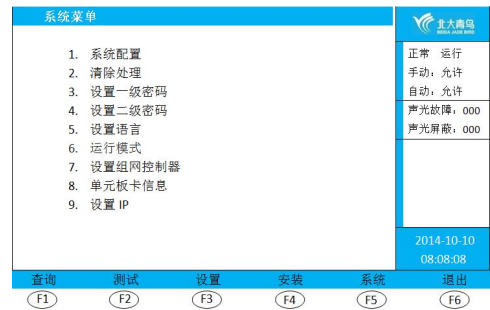 系统菜单
1. 系统配置
2. 清除处理
3. 设置一级密码
4. 设置二级密码
5. 设置语言
6. 运行模式
7. 设置组网控制器
8. 单元板卡信息
9. 设置 IP
北大青鸟
BEIDA JADE BIRD
正常 运行
手动：允许
自动：允许
声光故障：000
声光屏蔽：000
2014-10-10
08:08:08
查询 测试 设置 安装 系统 退出
F1 F2 F3 F4 F5 F6